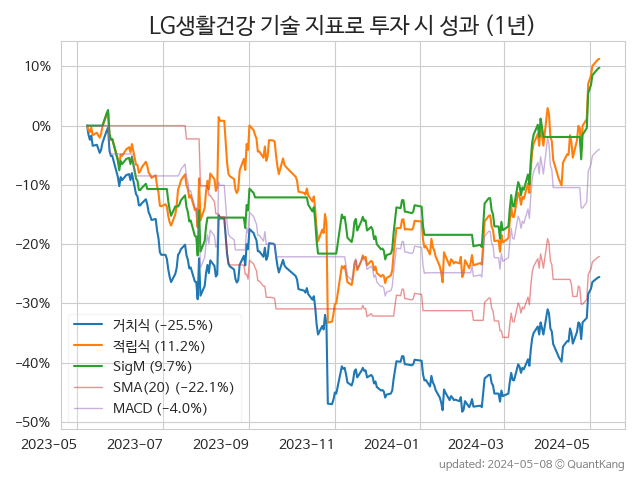 LG생활건강 기술 지표로 투자 시 성과 (1년)
10%
0%
−10%
−20%
−30%
−40%
−50%
거치식 (−25.5%)
적립식 (11.2%)
SigM (9.7%)
SMA(20) (−22.1%)
MACD (−4.0%)
2023-05 2023-07 2023-09 2023-11 2024-01 2024-03 2024-05
updated: 2024-05-08 © QuantKang